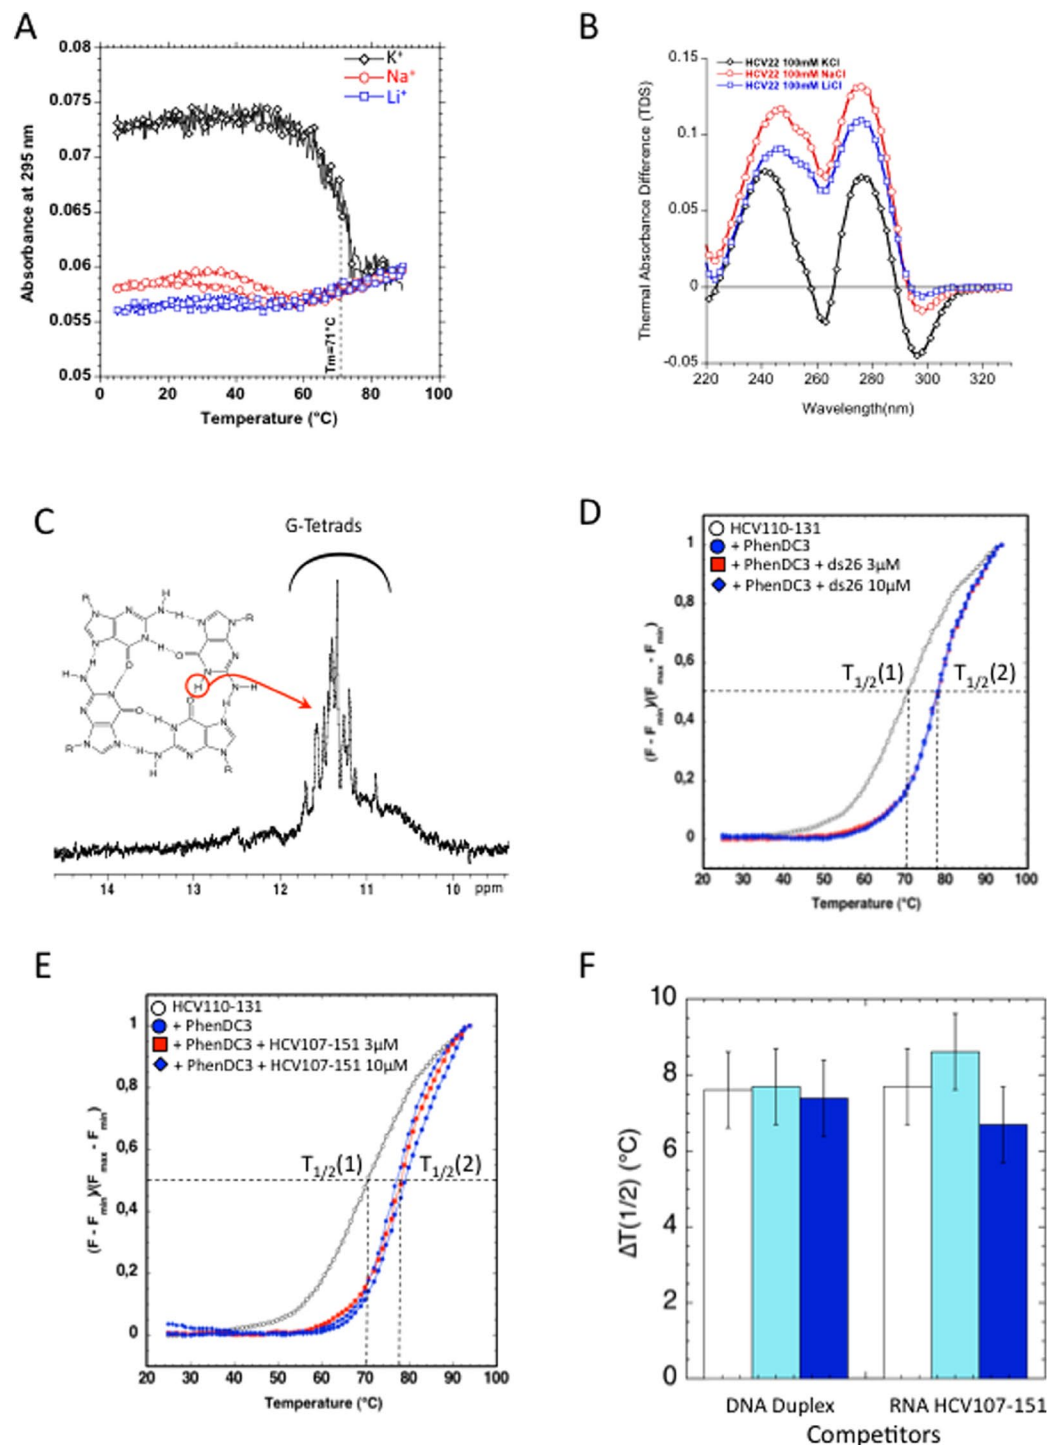 A
0.08
0.075
0.07
0.065
0.06
0.055
0.05
Absorbance at 295 nm
K⁺
Na⁺
Li⁺
Tm=71°C
0 20 40 60 80 100
Temperature (°C)
B
0.15
0.1
0.05
0
-0.05
Thermal Absorbance Difference (TDS)
HCV22 100mM KCl
HCV22 100mM NaCl
HCV22 100mM LiCl
220 240 260 280 300 320
Wavelength(nm)
C
G-Tetrads
R
N
H
O
14 13 12 11 10 ppm
D
HCV110-131
+ PhenDC3
+ PhenDC3 + ds26 3µM
+ PhenDC3 + ds26 10µM
1
0,8
0,6
0,4
0,2
0
(F - F min)/(F max - F min)
T1/2(1) T1/2(2)
20 30 40 50 60 70 80 90 100
Temperature (°C)
E
HCV110-131
+ PhenDC3
+ PhenDC3 + HCV107-151 3µM
+ PhenDC3 + HCV107-151 10µM
1
0,8
0,6
0,4
0,2
0
(F - F min)/(F max - F min)
T1/2(1) T1/2(2)
20 30 40 50 60 70 80 90 100
Temperature (°C)
F
10
8
6
4
2
0
ΔT(1/2) (°C)
DNA Duplex RNA HCV107-151
Competitors